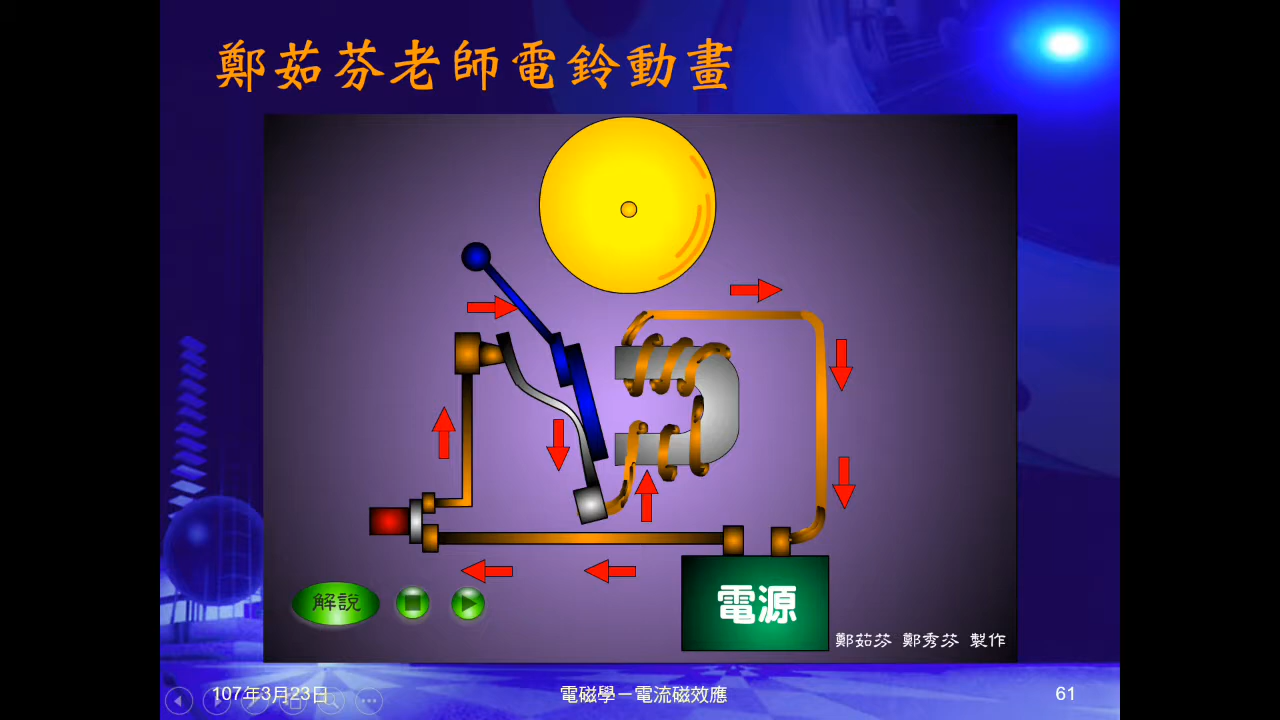 鄭茹芬老師電鈴動畫
解說
電源
鄭茹芬 鄭秀芬 製作
107年3月23日
電磁學－電流磁效應
61